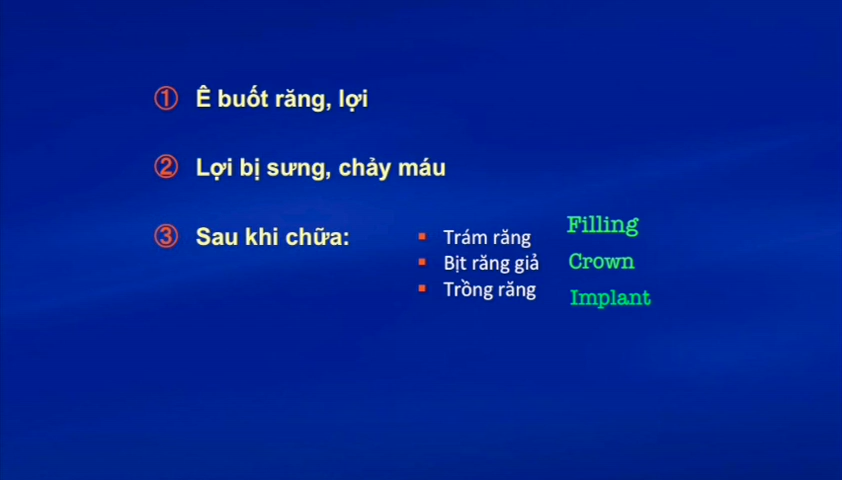 ① Ê buốt răng, lợi
② Lợi bị sưng, chảy máu
③ Sau khi chữa:
▪ Trám răng Filling
▪ Bịt răng giả Crown
▪ Trồng răng Implant